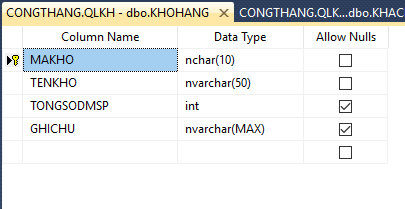 CONGTHANG.QLKH - dbo.KHOHANG CONGTHANG.QLK...dbo.KHAC
Column Name Data Type Allow Nulls
MAKHO nchar(10)
TENKHO nvarchar(50)
TONGSODMSP int
GHICHU nvarchar(MAX)